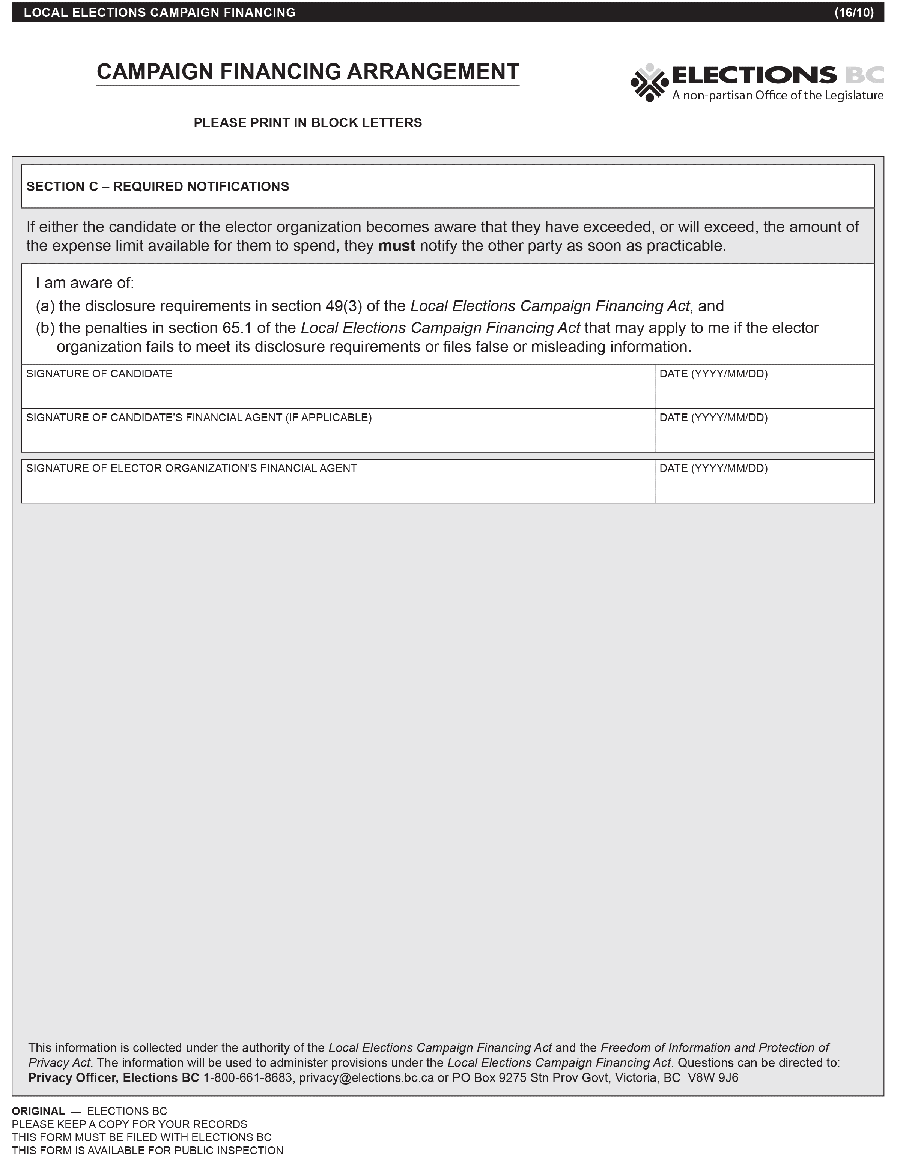 LOCAL ELECTIONS CAMPAIGN FINANCING (16/10)
CAMPAIGN FINANCING ARRANGEMENT
ELECTIONS BC
A non-partisan Office of the Legislature
PLEASE PRINT IN BLOCK LETTERS
SECTION C – REQUIRED NOTIFICATIONS
If either the candidate or the elector organization becomes aware that they have exceeded, or will exceed, the amount of
the expense limit available for them to spend, they must notify the other party as soon as practicable.
I am aware of:
(a) the disclosure requirements in section 49(3) of the Local Elections Campaign Financing Act, and
(b) the penalties in section 65.1 of the Local Elections Campaign Financing Act that may apply to me if the elector
organization fails to meet its disclosure requirements or files false or misleading information.
SIGNATURE OF CANDIDATE DATE (YYYY/MM/DD)
SIGNATURE OF CANDIDATE'S FINANCIAL AGENT (IF APPLICABLE) DATE (YYYY/MM/DD)
SIGNATURE OF ELECTOR ORGANIZATION'S FINANCIAL AGENT DATE (YYYY/MM/DD)
This information is collected under the authority of the Local Elections Campaign Financing Act and the Freedom of Information and Protection of
Privacy Act. The information will be used to administer provisions under the Local Elections Campaign Financing Act. Questions can be directed to:
Privacy Officer, Elections BC 1-800-661-8683, privacy@elections.bc.ca or PO Box 9275 Stn Prov Govt, Victoria, BC V8W 9J6
ORIGINAL — ELECTIONS BC
PLEASE KEEP A COPY FOR YOUR RECORDS
THIS FORM MUST BE FILED WITH ELECTIONS BC
THIS FORM IS AVAILABLE FOR PUBLIC INSPECTION